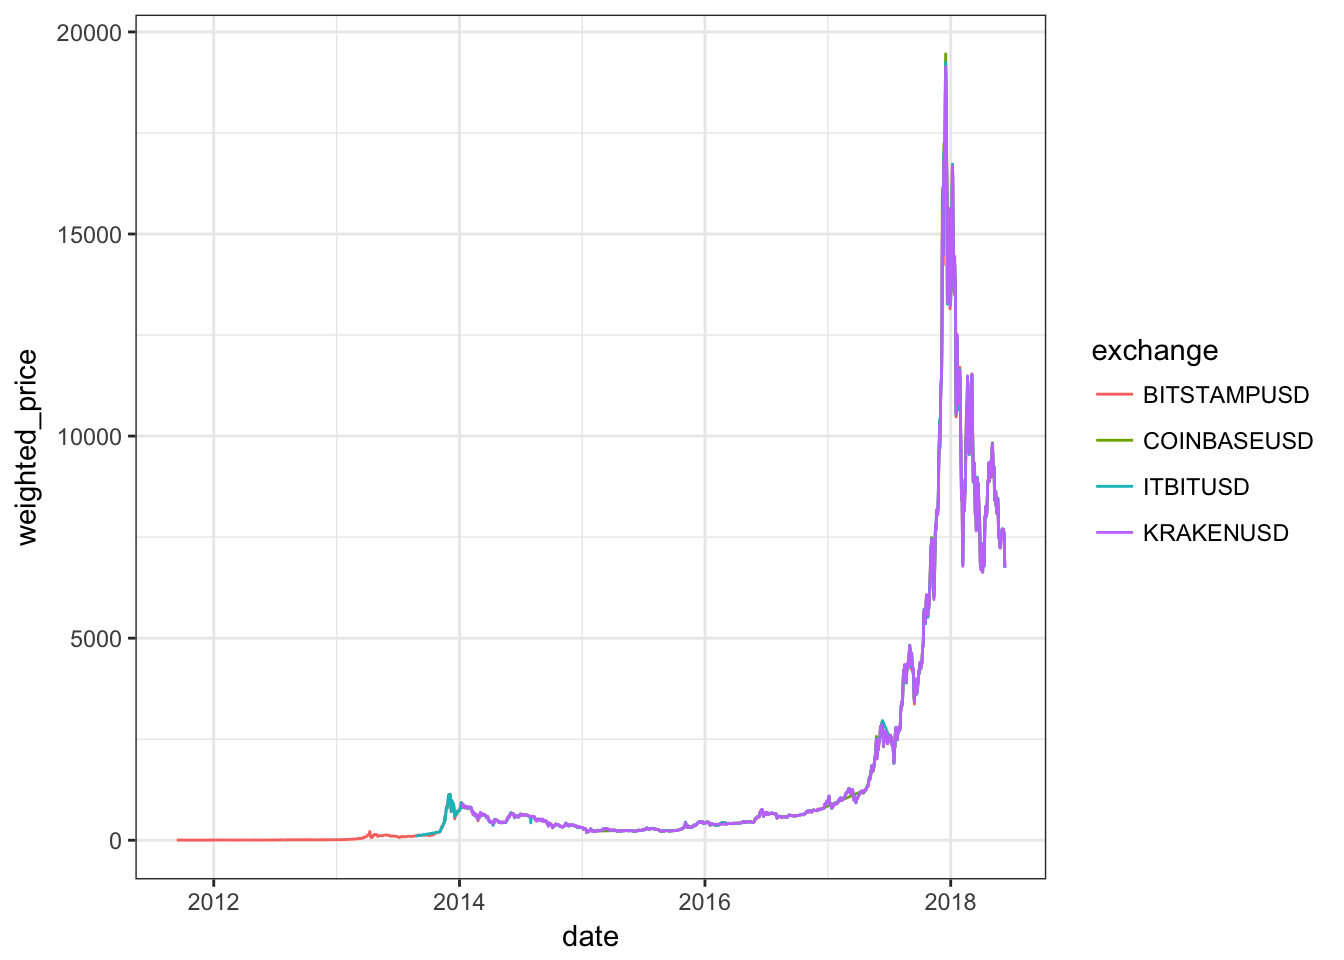 20000
15000
10000
5000
0
weighted_price
2012 2014 2016 2018
date
exchange
BITSTAMPUSD
COINBASEUSD
ITBITUSD
KRAKENUSD